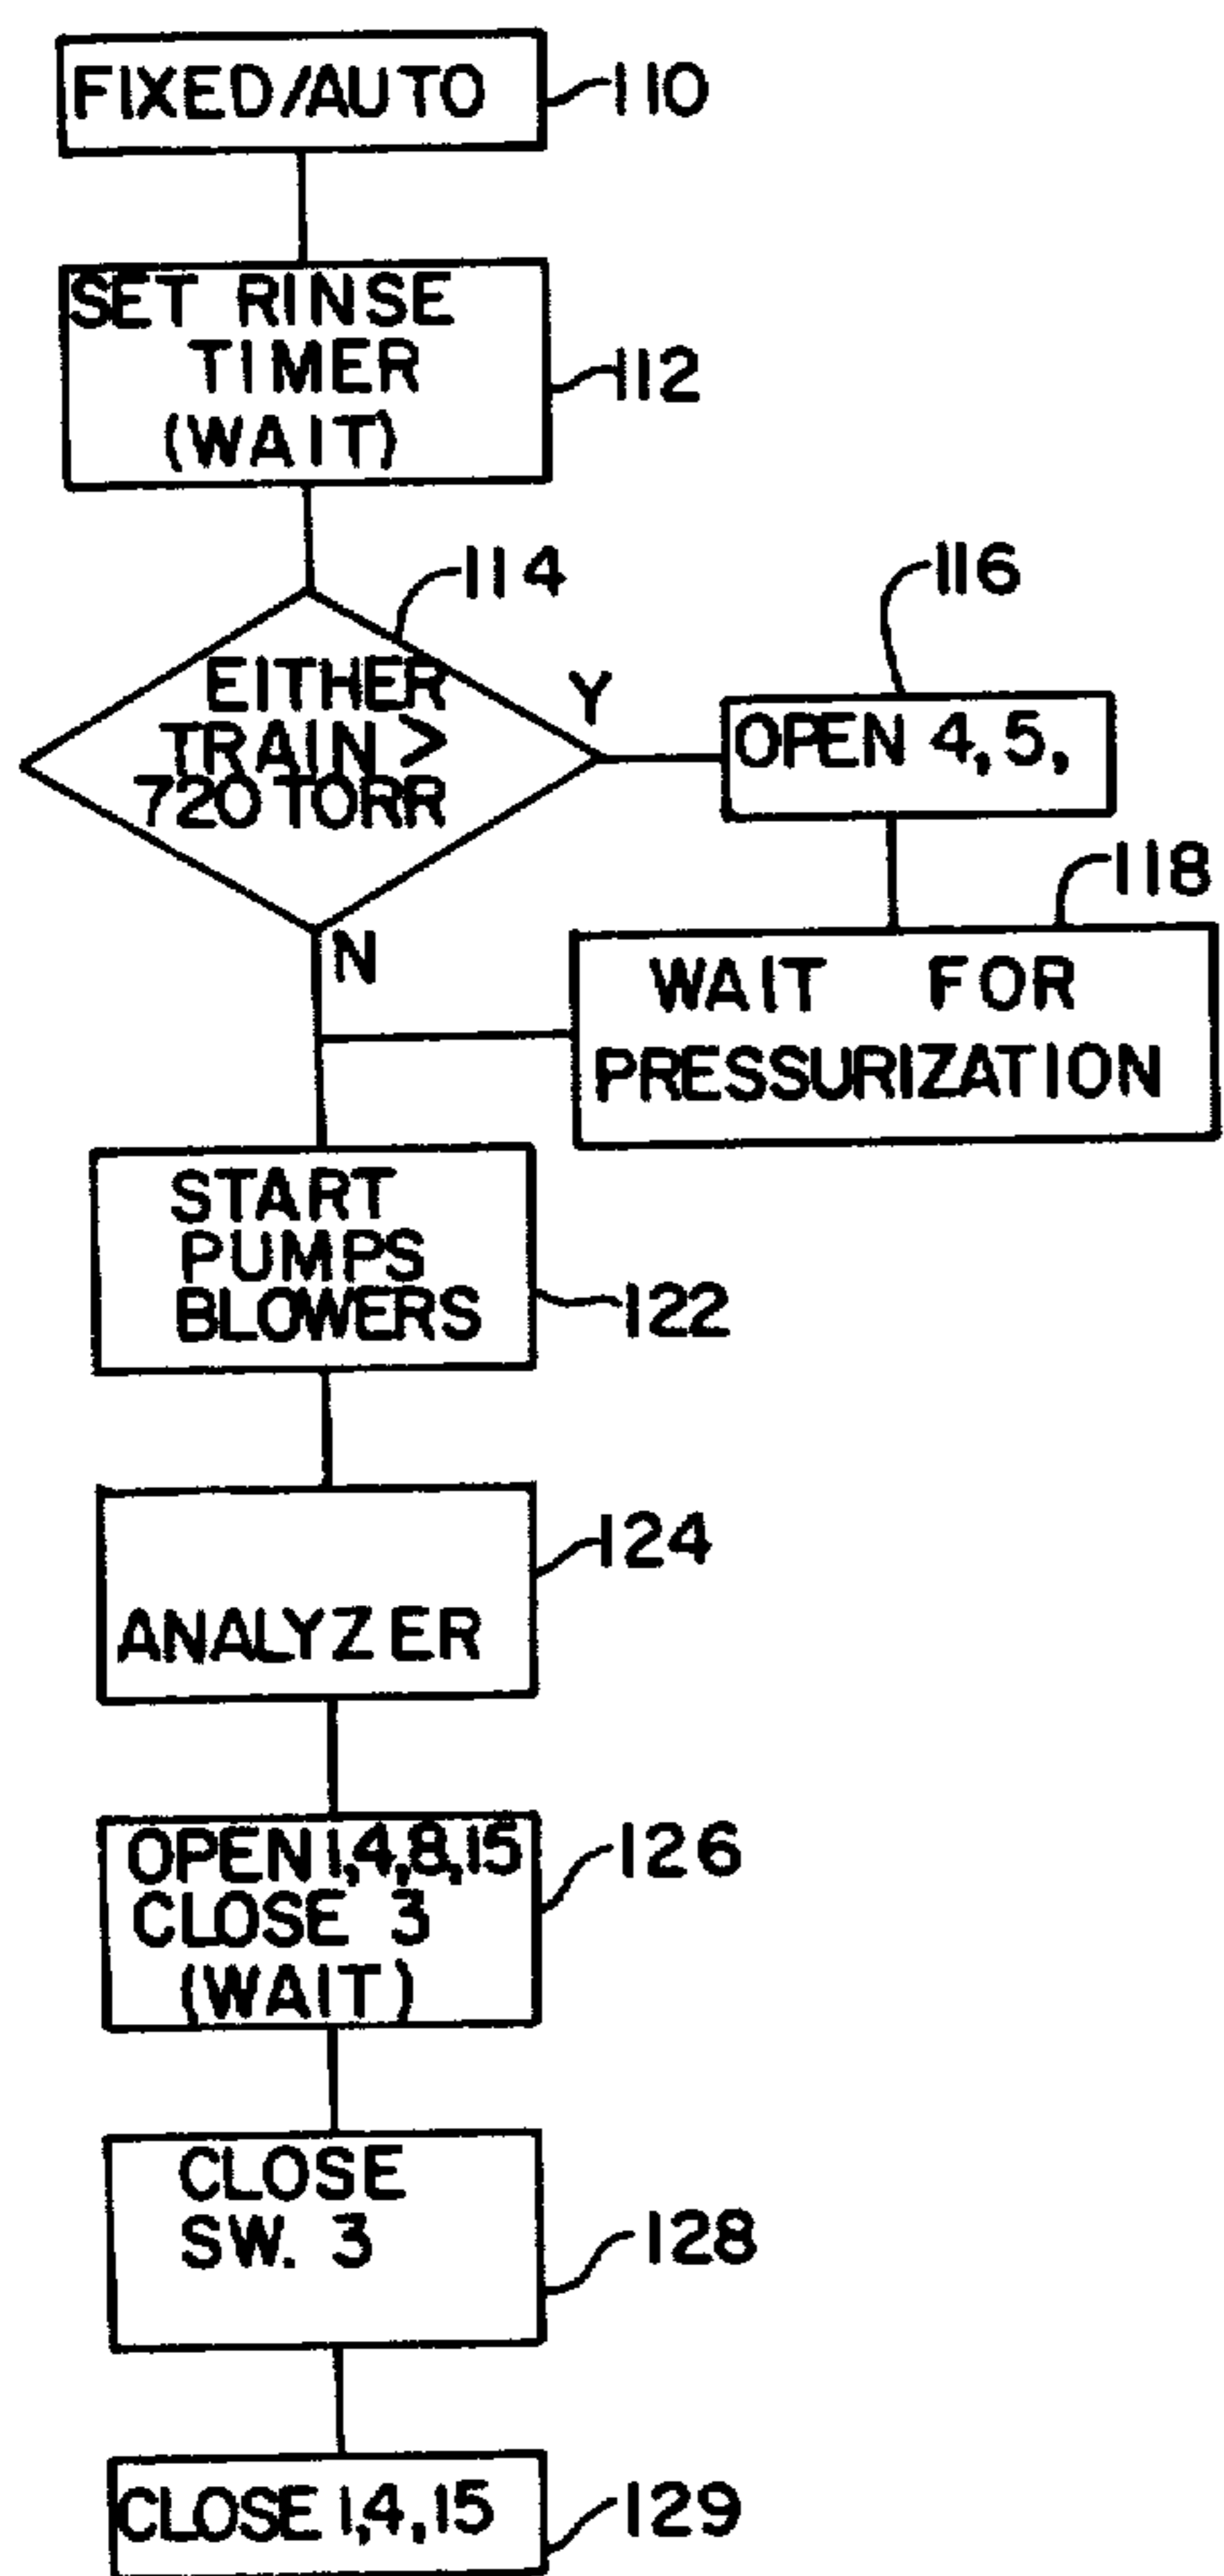 FIXED/AUTO
110
SET RINSE
TIMER
(WAIT)
112
114
EITHER
TRAIN >
720 TORR
Y
N
116
OPEN 4, 5,
118
WAIT FOR
PRESSURIZATION
START
PUMPS
BLOWERS
122
124
ANALYZER
OPEN 1,4,8,15
CLOSE 3
(WAIT)
126
CLOSE
SW. 3
128
CLOSE 1,4,15
129